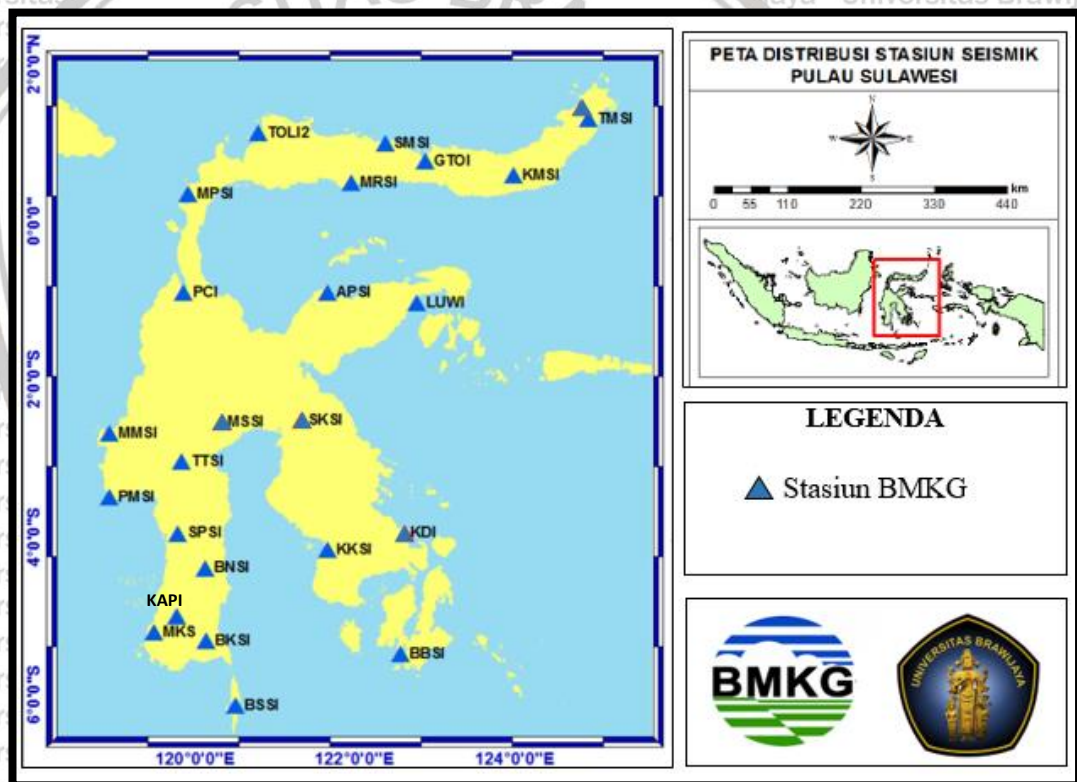 PETA DISTRIBUSI STASIUN SEISMIK
PULAU SULAWESI
N
W E
S
km
0 55 110 220 330 440
LEGENDA
Stasiun BMKG
BMKG
UNIVERSITAS BRAWIJAYA
2°0'0"N
0°0'0"
2°0'0"S
4°0'0"S
6°0'0"S
120°0'0"E 122°0'0"E 124°0'0"E
TMSI
TOLI2
SMSI
GTOI
KMSI
MRSI
MPSI
PCI
APSI
LUWI
MSSI
SKSI
MMSI
TTSI
PMSI
SPSI
KDI
KKSI
BNSI
KAPI
MKS
BKSI
BBSI
BSSI